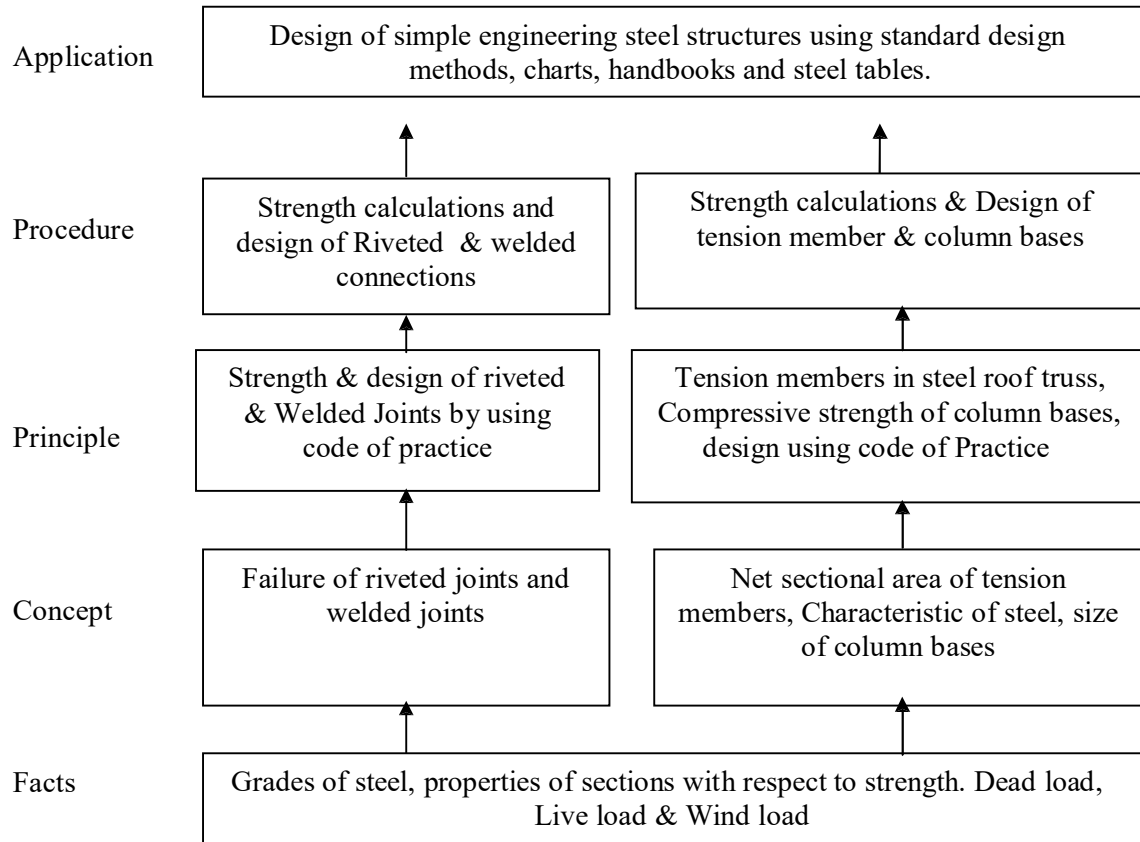 Application
Design of simple engineering steel structures using standard design
methods, charts, handbooks and steel tables.
Procedure
Strength calculations and
design of Riveted & welded
connections
Strength calculations & Design of
tension member & column bases
Principle
Strength & design of riveted
& Welded Joints by using
code of practice
Tension members in steel roof truss,
Compressive strength of column bases,
design using code of Practice
Concept
Failure of riveted joints and
welded joints
Net sectional area of tension
members, Characteristic of steel, size
of column bases
Facts
Grades of steel, properties of sections with respect to strength. Dead load,
Live load & Wind load